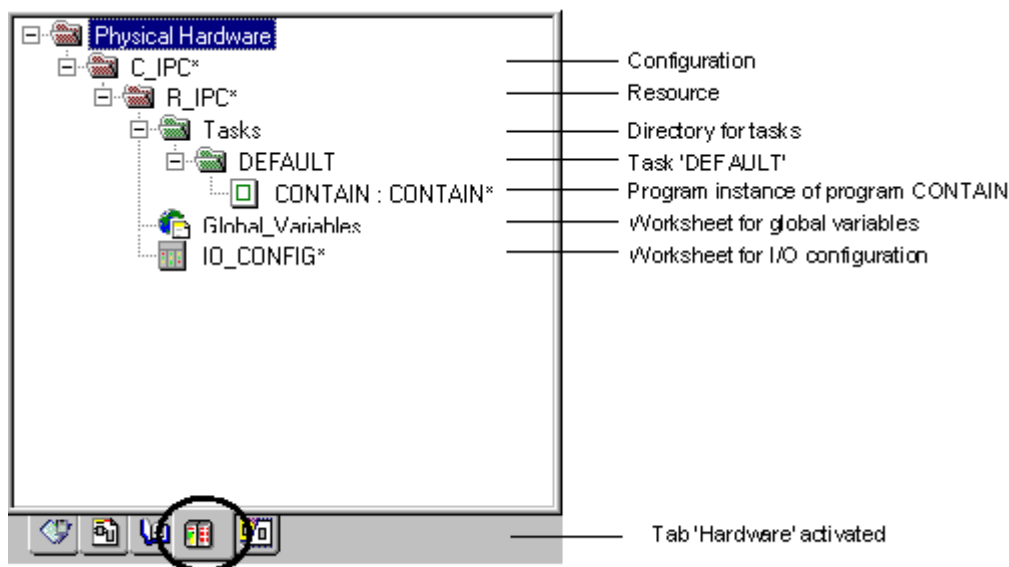 Physical Hardware
C_IPC* Configuration
R_IPC* Resource
Tasks Directory for tasks
DEFAULT Task 'DEFAULT'
CONTAIN : CONTAIN* Program instance of program CONTAIN
Global_Variables Worksheet for global variables
IO_CONFIG* Worksheet for I/O configuration
Tab 'Hardware' activated